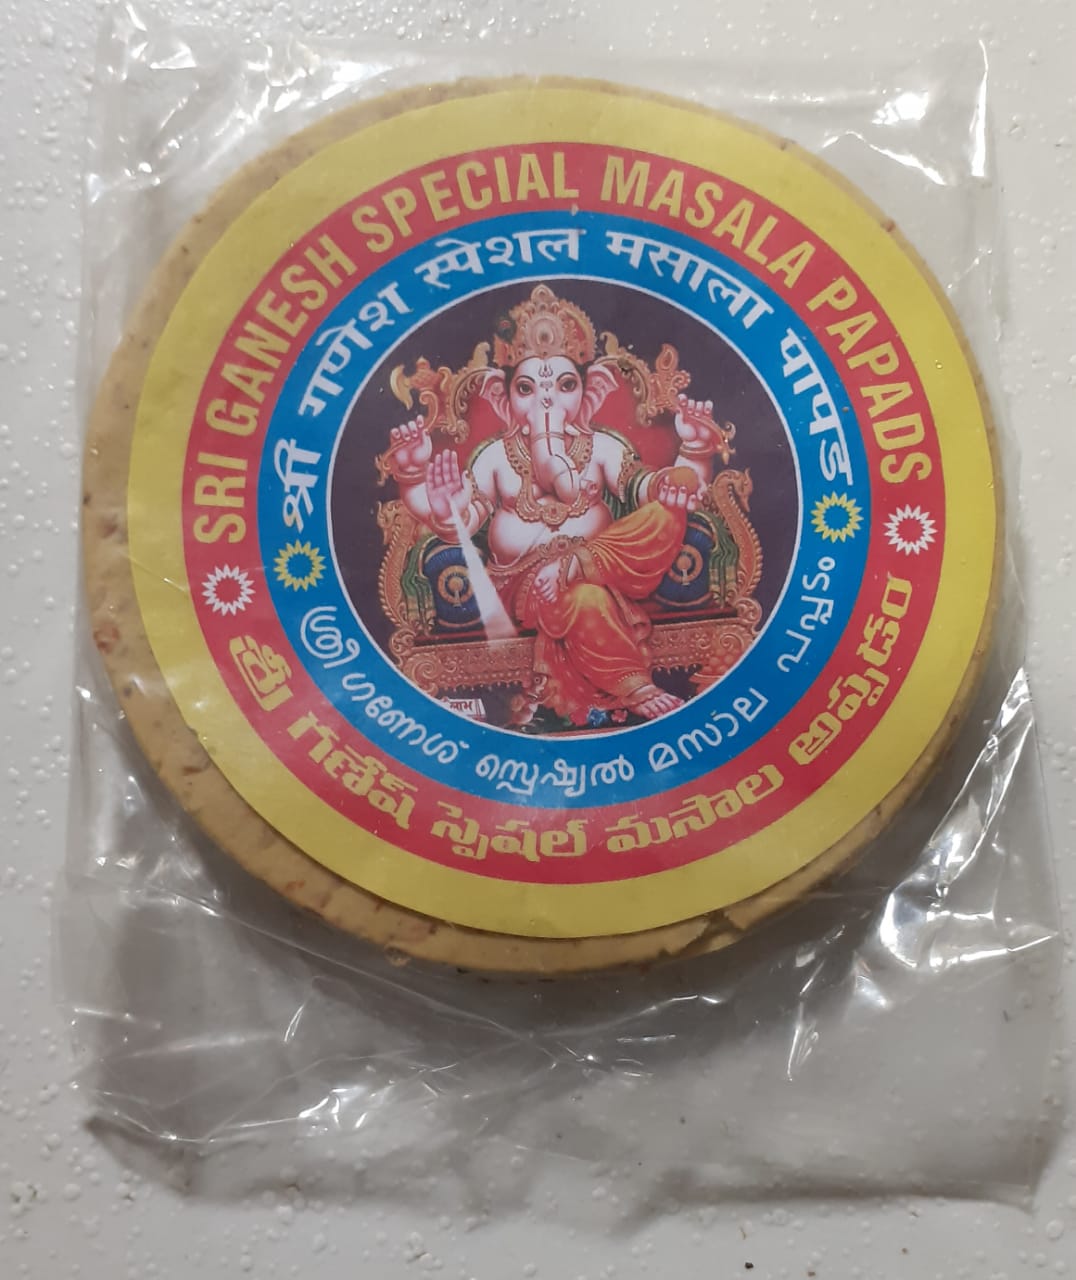 SRI GANESH SPECIAL MASALA PAPADS
श्री गणेश स्पेशल मसाला पापड
ശ്രീ ഗണേശ് സ്പെഷ്യൽ മസാല പപ്പടം
శ్రీ గణేష్ స్పెషల్ మసాల అప్పడం